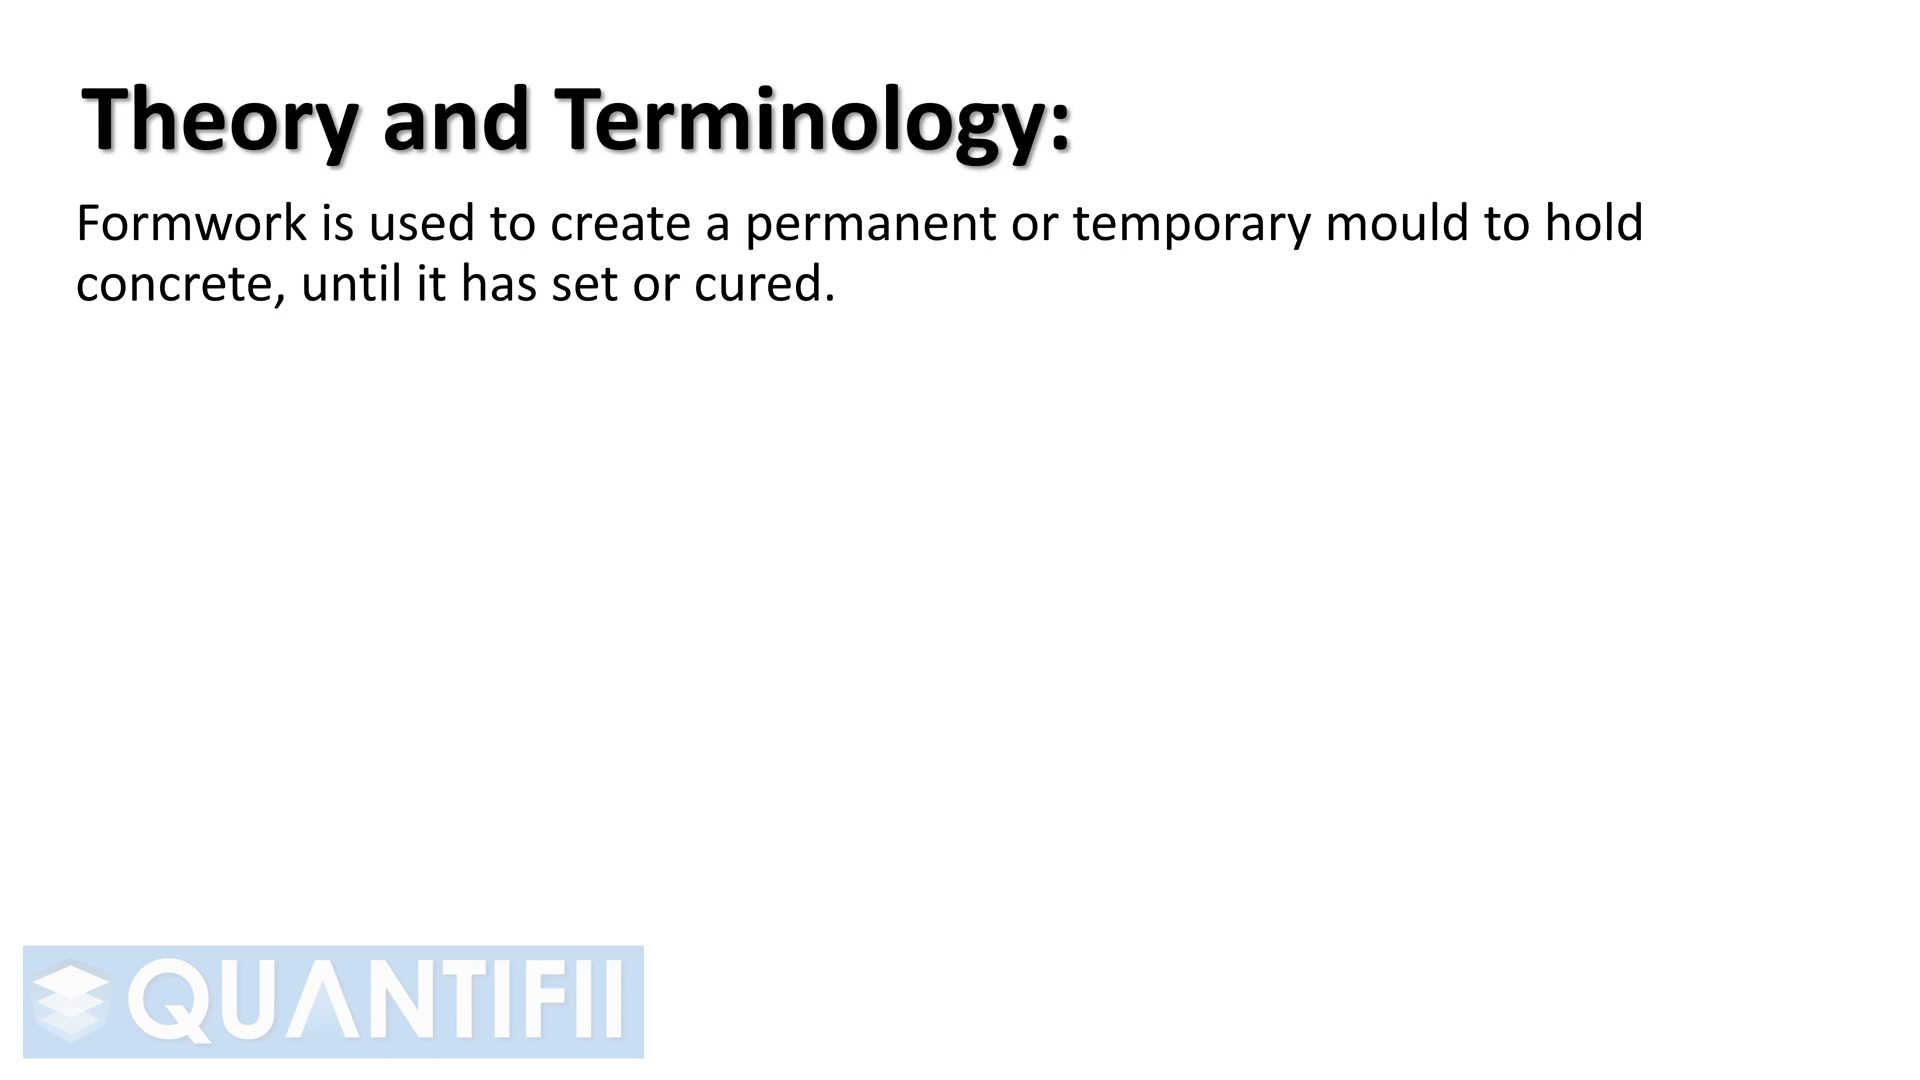 Theory and Terminology:
Formwork is used to create a permanent or temporary mould to hold
concrete, until it has set or cured.
QUANTIFII